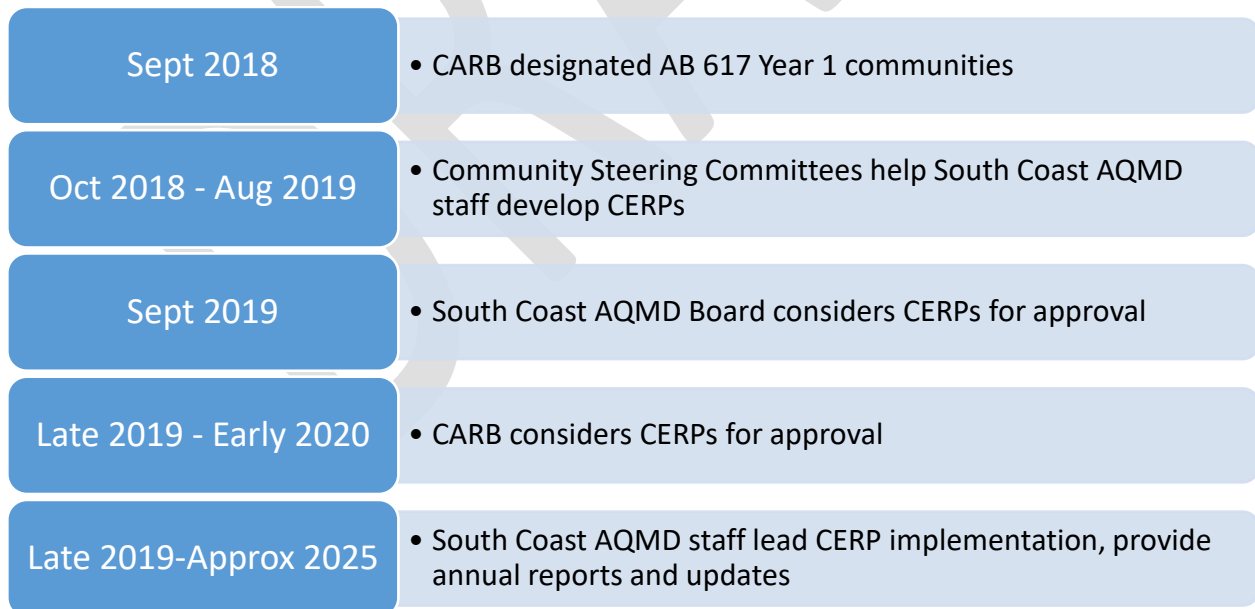 Sept 2018
• CARB designated AB 617 Year 1 communities
Oct 2018 - Aug 2019
• Community Steering Committees help South Coast AQMD
staff develop CERPs
Sept 2019
• South Coast AQMD Board considers CERPs for approval
Late 2019 - Early 2020
• CARB considers CERPs for approval
Late 2019-Approx 2025
• South Coast AQMD staff lead CERP implementation, provide
annual reports and updates